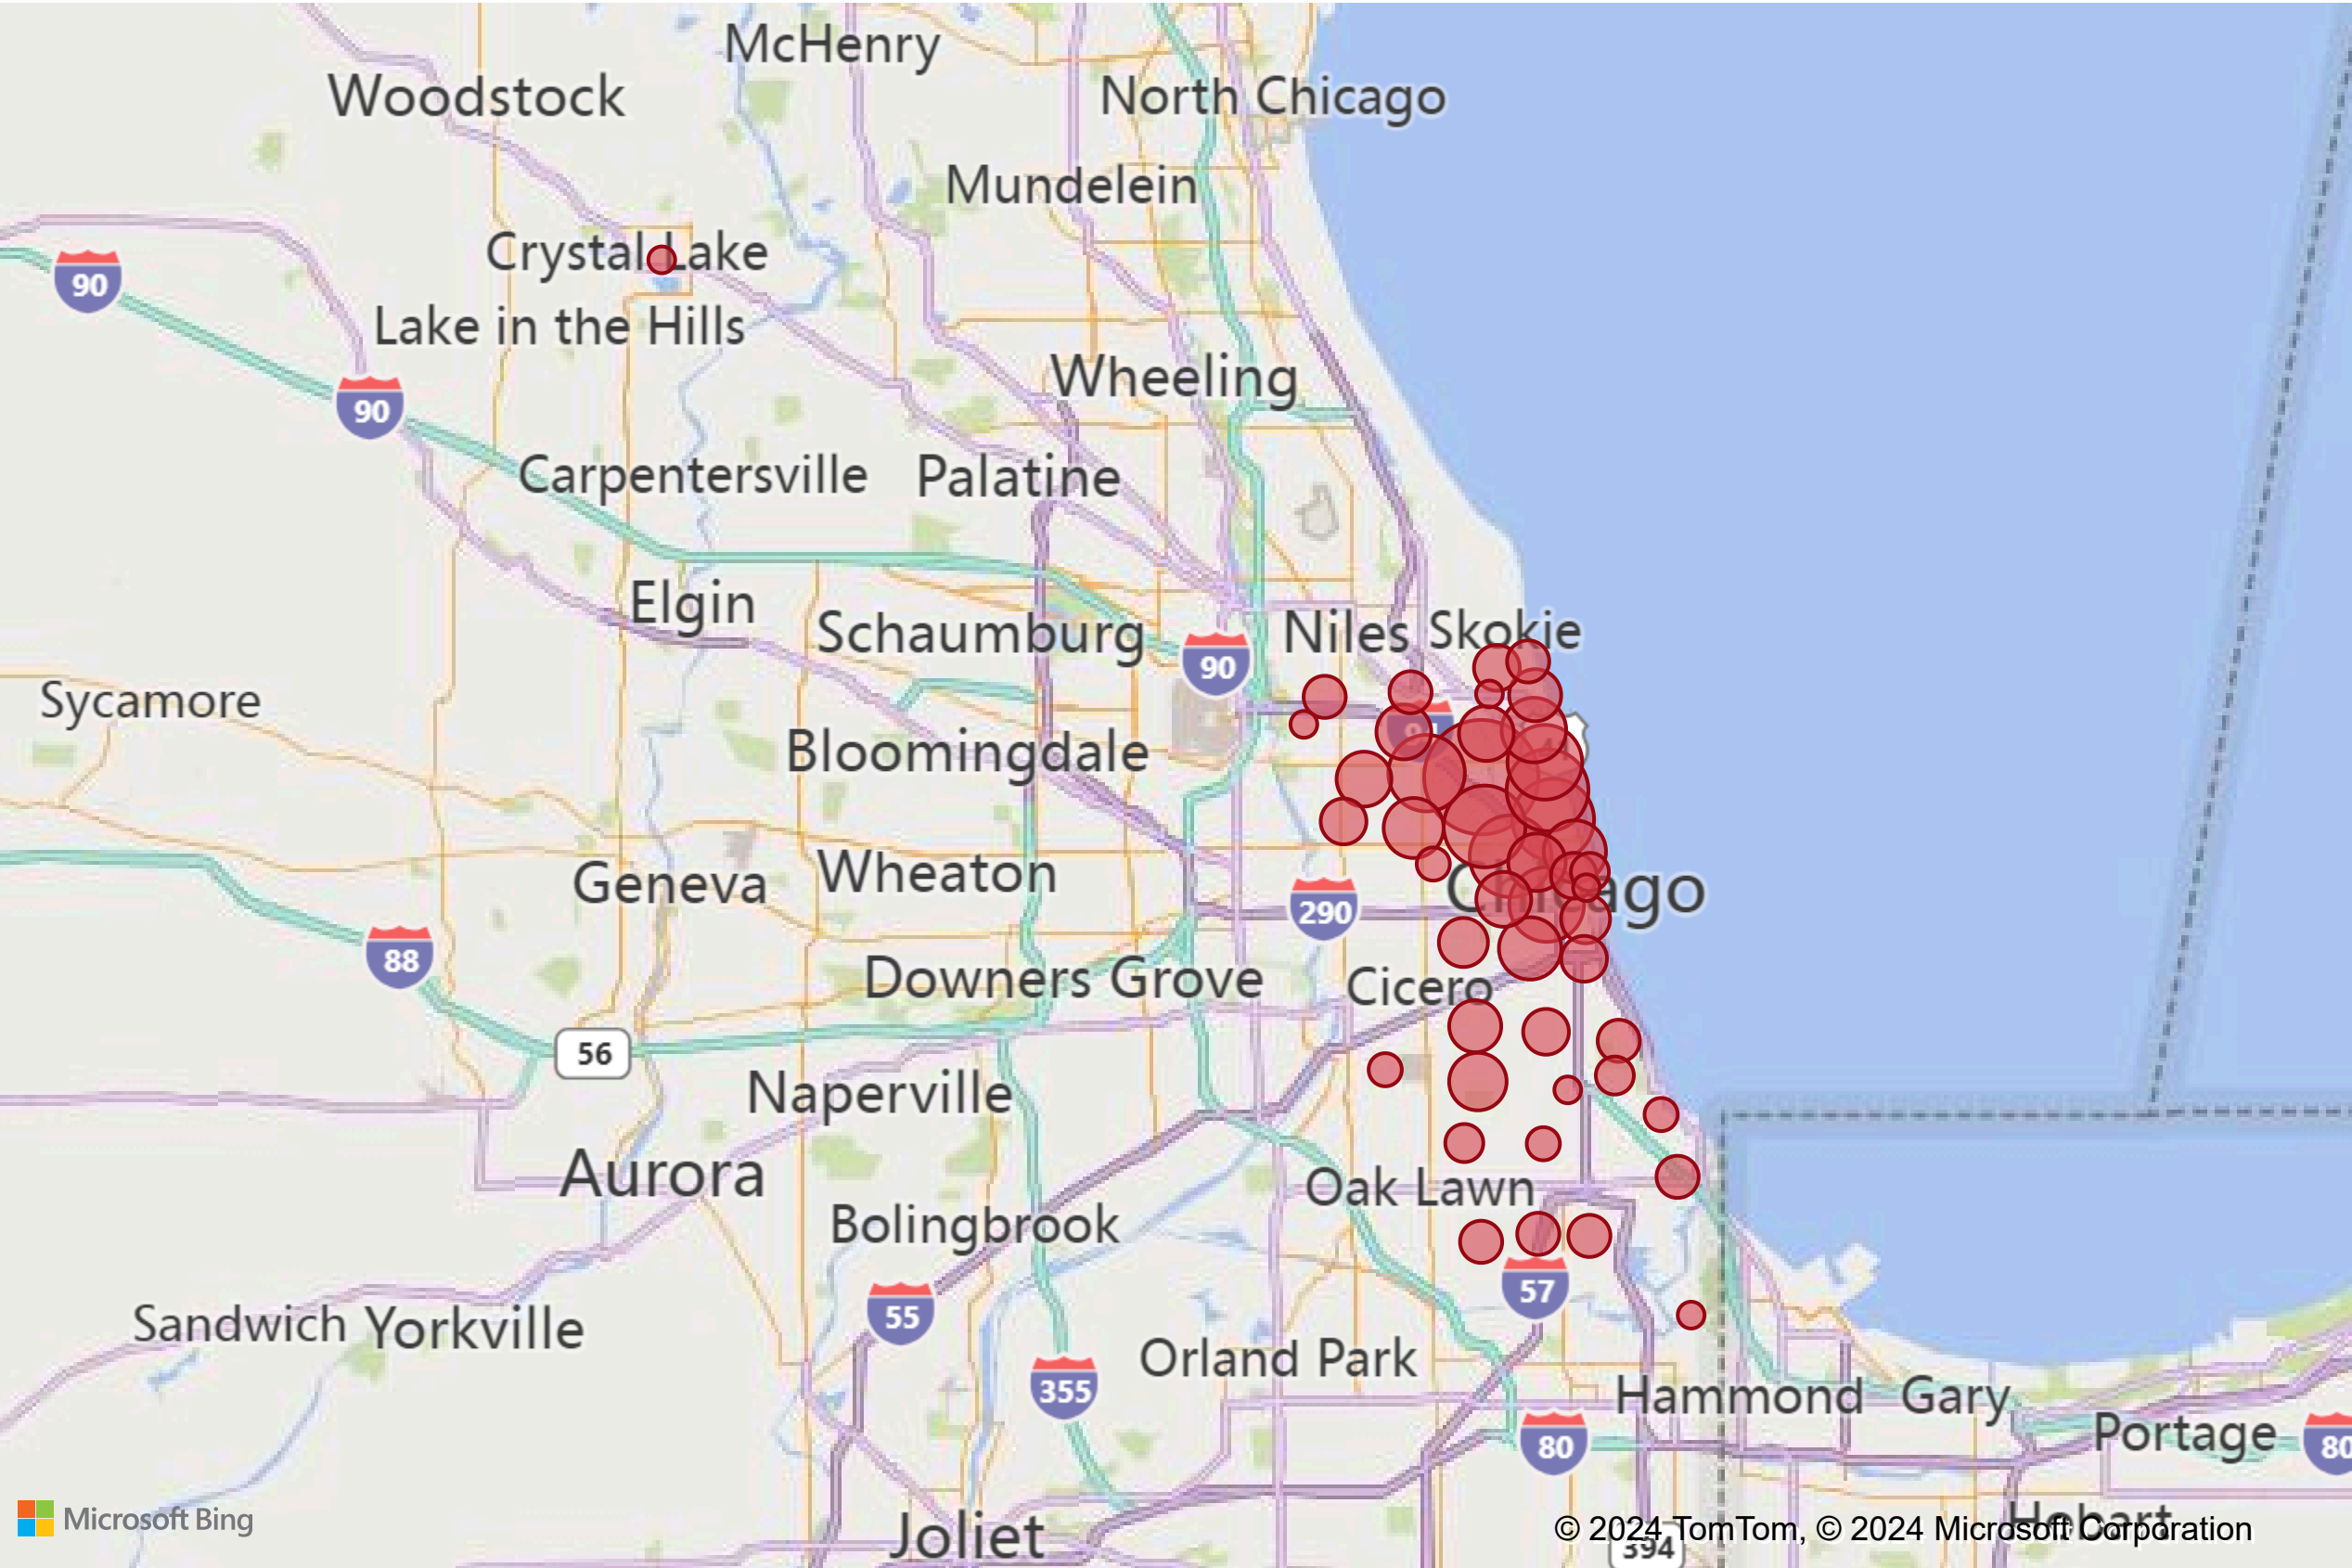 McHenry
Woodstock
North Chicago
Mundelein
Crystal Lake
90
Lake in the Hills
Wheeling
90
Carpentersville
Palatine
Elgin
Schaumburg
Niles
Skokie
90
Sycamore
Bloomingdale
Geneva
Wheaton
Chicago
290
88
Downers Grove
Cicero
56
Naperville
Aurora
Oak Lawn
Bolingbrook
57
55
Sandwich
Yorkville
Orland Park
355
Hammond
Gary
Portage
80
80
Microsoft Bing
Joliet
Hobart
© 2024 TomTom, © 2024 Microsoft Corporation
394